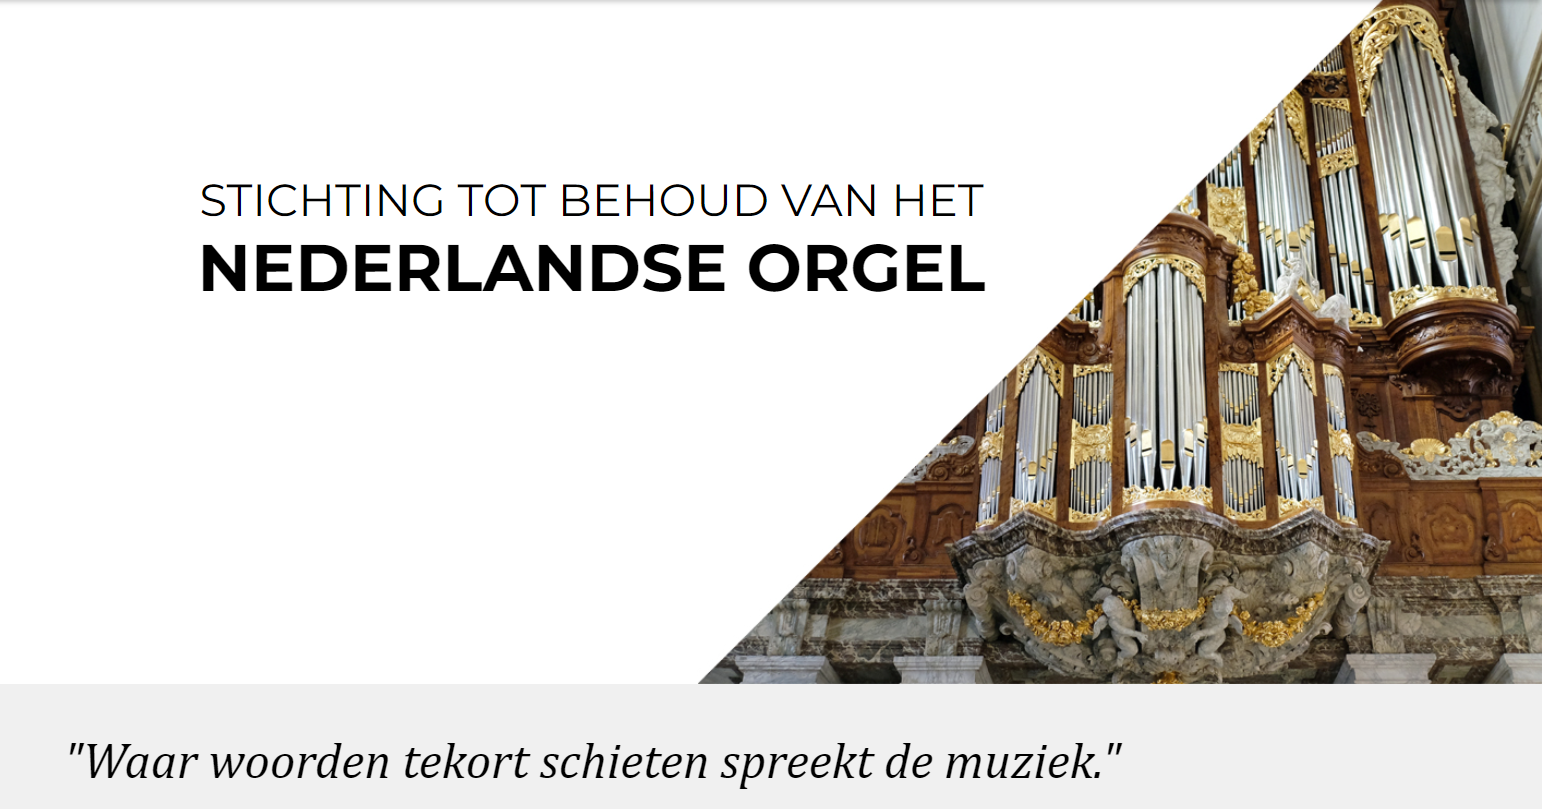 STICHTING TOT BEHOUD VAN HET
NEDERLANDSE ORGEL
"Waar woorden tekort schieten spreekt de muziek."